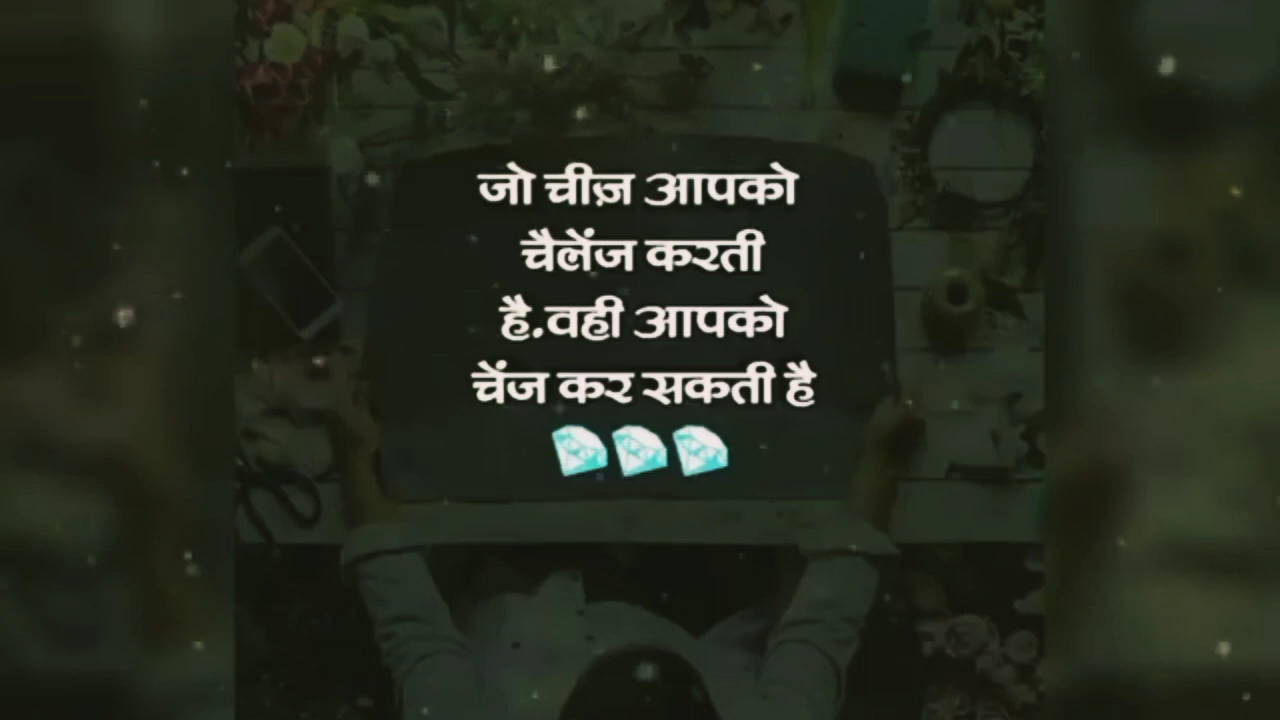 जो चीज़ आपको
चैलेंज करती
है.वही आपको
चेंज कर सकती है
💎💎💎